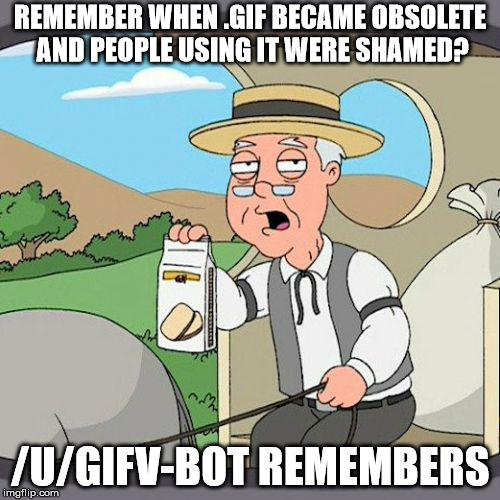 REMEMBER WHEN .GIF BECAME OBSOLETE
AND PEOPLE USING IT WERE SHAMED?
/U/GIFV-BOT REMEMBERS
imgflip.com